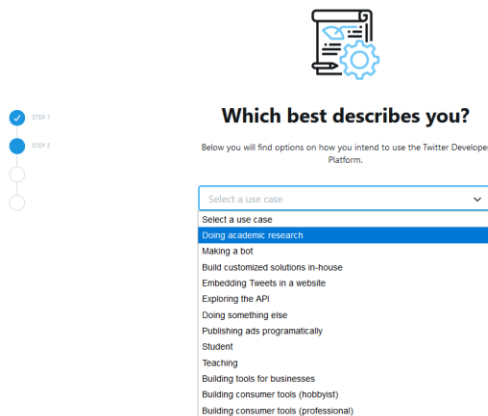 STEP 1
STEP 2
Which best describes you?
Below you will find options on how you intend to use the Twitter Developer
Platform.
Select a use case
Select a use case
Doing academic research
Making a bot
Build customized solutions in-house
Embedding Tweets in a website
Exploring the API
Doing something else
Publishing ads programatically
Student
Teaching
Building tools for businesses
Building consumer tools (hobbyist)
Building consumer tools (professional)